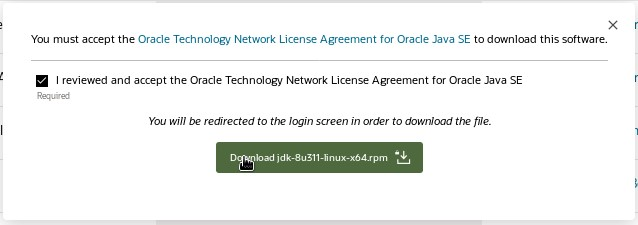 You must accept the Oracle Technology Network License Agreement for Oracle Java SE to download this software.
I reviewed and accept the Oracle Technology Network License Agreement for Oracle Java SE
Required
You will be redirected to the login screen in order to download the file.
Download jdk-8u311-linux-x64.rpm